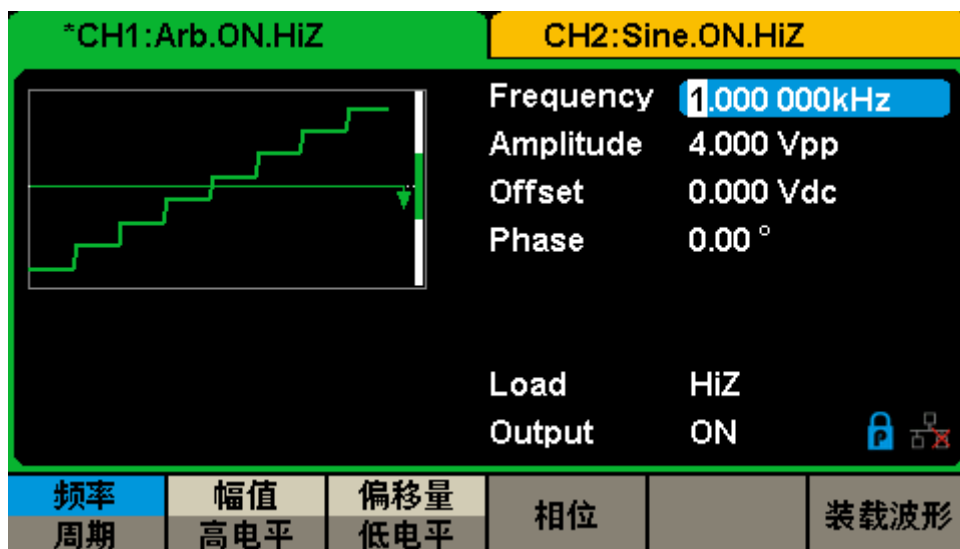 *CH1:Arb.ON.HiZ CH2:Sine.ON.HiZ
Frequency 1.000 000kHz
Amplitude 4.000 Vpp
Offset 0.000 Vdc
Phase 0.00 °
Load HiZ
Output ON
P
频率 幅值 偏移量 相位 装载波形
周期 高电平 低电平